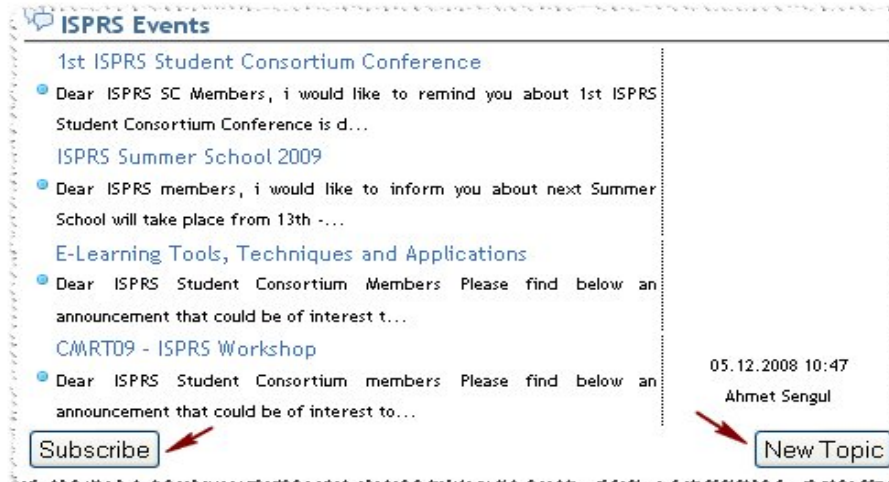 ISPRS Events
1st ISPRS Student Consortium Conference
Dear ISPRS SC Members, i would like to remind you about 1st ISPRS
Student Consortium Conference is d...
ISPRS Summer School 2009
Dear ISPRS members, i would like to inform you about next Summer
School will take place from 13th -...
E-Learning Tools, Techniques and Applications
Dear ISPRS Student Consortium Members Please find below an
announcement that could be of interest t...
CMRT09 - ISPRS Workshop
Dear ISPRS Student Consortium members Please find below an
announcement that could be of interest to...
05.12.2008 10:47
Ahmet Sengul
Subscribe
New Topic